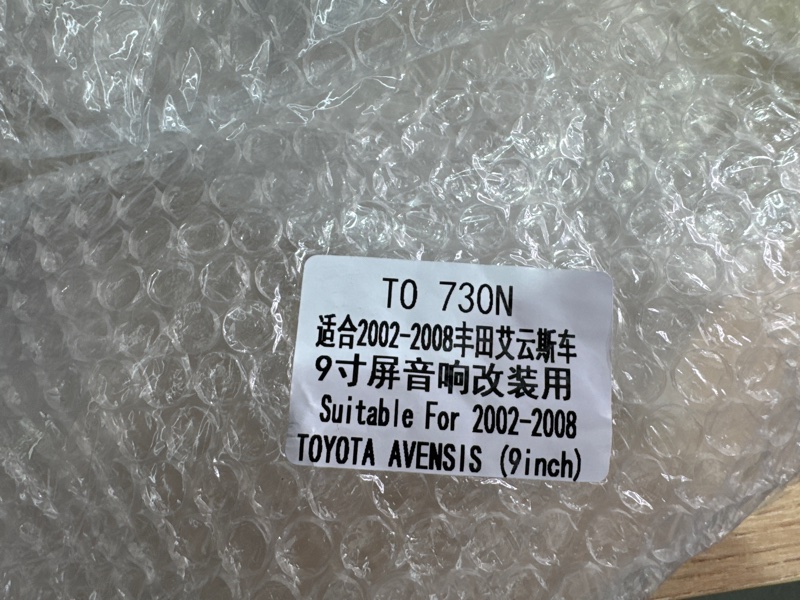 TO 730N
适合2002-2008丰田艾云斯车
9寸屏音响改装用
Suitable For 2002-2008
TOYOTA AVENSIS (9inch)